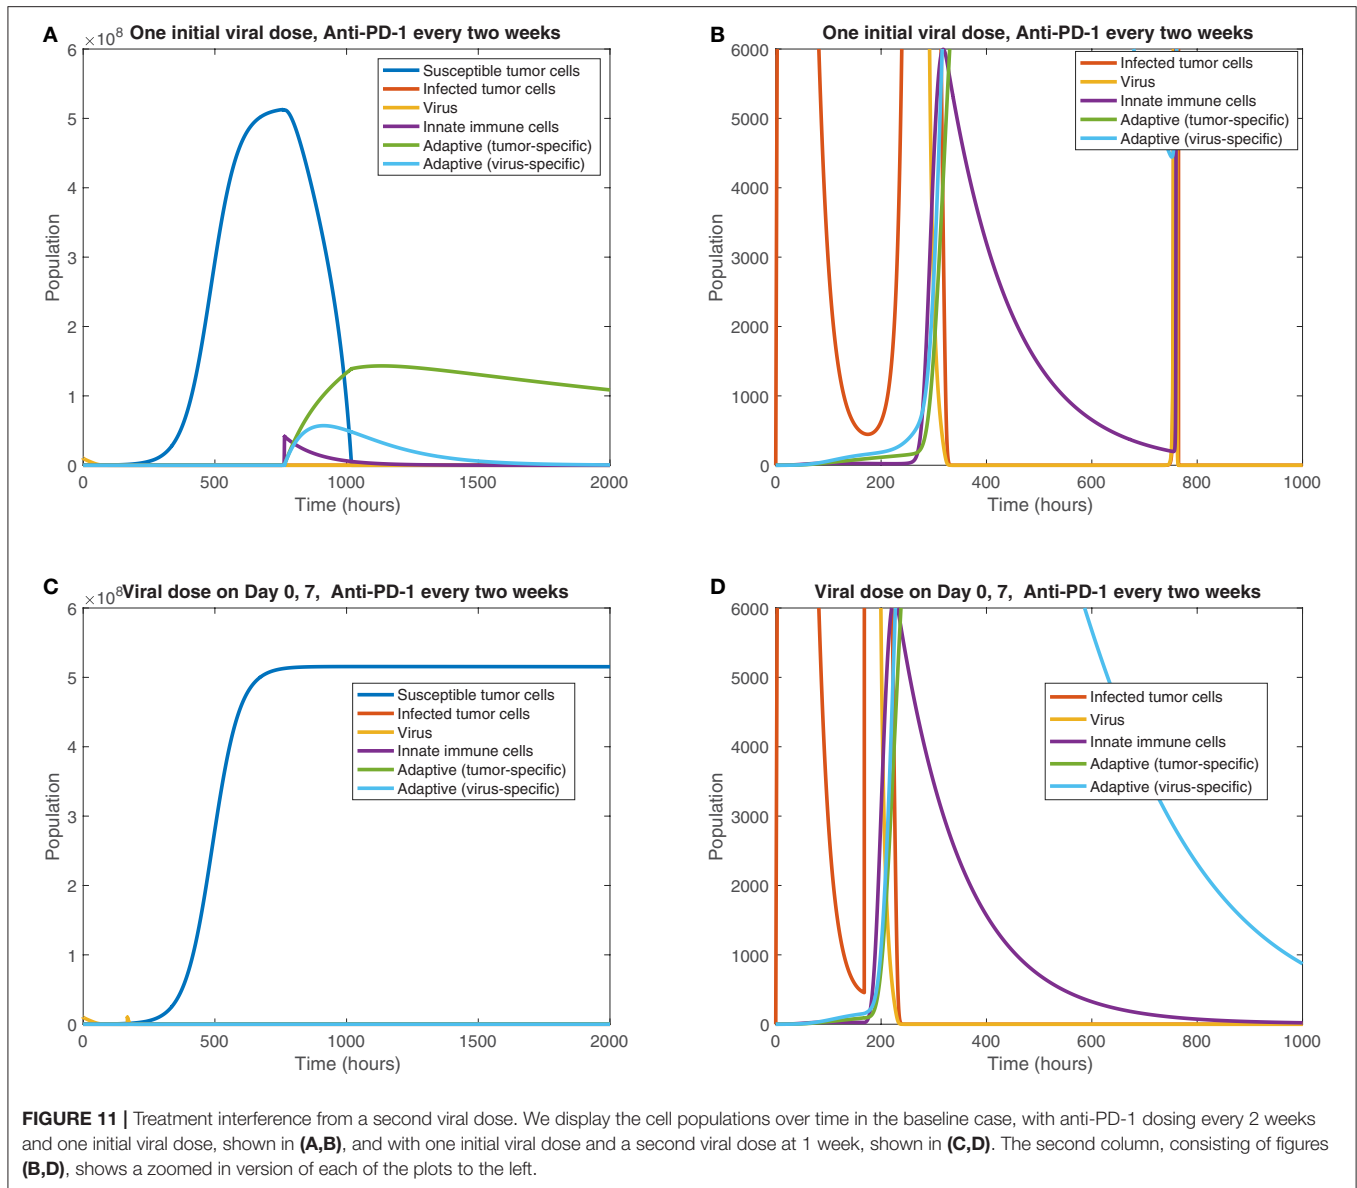 A
One initial viral dose, Anti-PD-1 every two weeks
×10⁸
6
5
4
3
2
1
0
Population
0 500 1000 1500 2000
Time (hours)
Susceptible tumor cells
Infected tumor cells
Virus
Innate immune cells
Adaptive (tumor-specific)
Adaptive (virus-specific)
B
One initial viral dose, Anti-PD-1 every two weeks
6000
5000
4000
3000
2000
1000
0
Population
0 200 400 600 800 1000
Time (hours)
Infected tumor cells
Virus
Innate immune cells
Adaptive (tumor-specific)
Adaptive (virus-specific)
C
Viral dose on Day 0, 7, Anti-PD-1 every two weeks
×10⁸
6
5
4
3
2
1
0
Population
0 500 1000 1500 2000
Time (hours)
Susceptible tumor cells
Infected tumor cells
Virus
Innate immune cells
Adaptive (tumor-specific)
Adaptive (virus-specific)
D
Viral dose on Day 0, 7, Anti-PD-1 every two weeks
6000
5000
4000
3000
2000
1000
0
Population
0 200 400 600 800 1000
Time (hours)
Infected tumor cells
Virus
Innate immune cells
Adaptive (tumor-specific)
Adaptive (virus-specific)
FIGURE 11 | Treatment interference from a second viral dose. We display the cell populations over time in the baseline case, with anti-PD-1 dosing every 2 weeks
and one initial viral dose, shown in (A,B), and with one initial viral dose and a second viral dose at 1 week, shown in (C,D). The second column, consisting of figures
(B,D), shows a zoomed in version of each of the plots to the left.